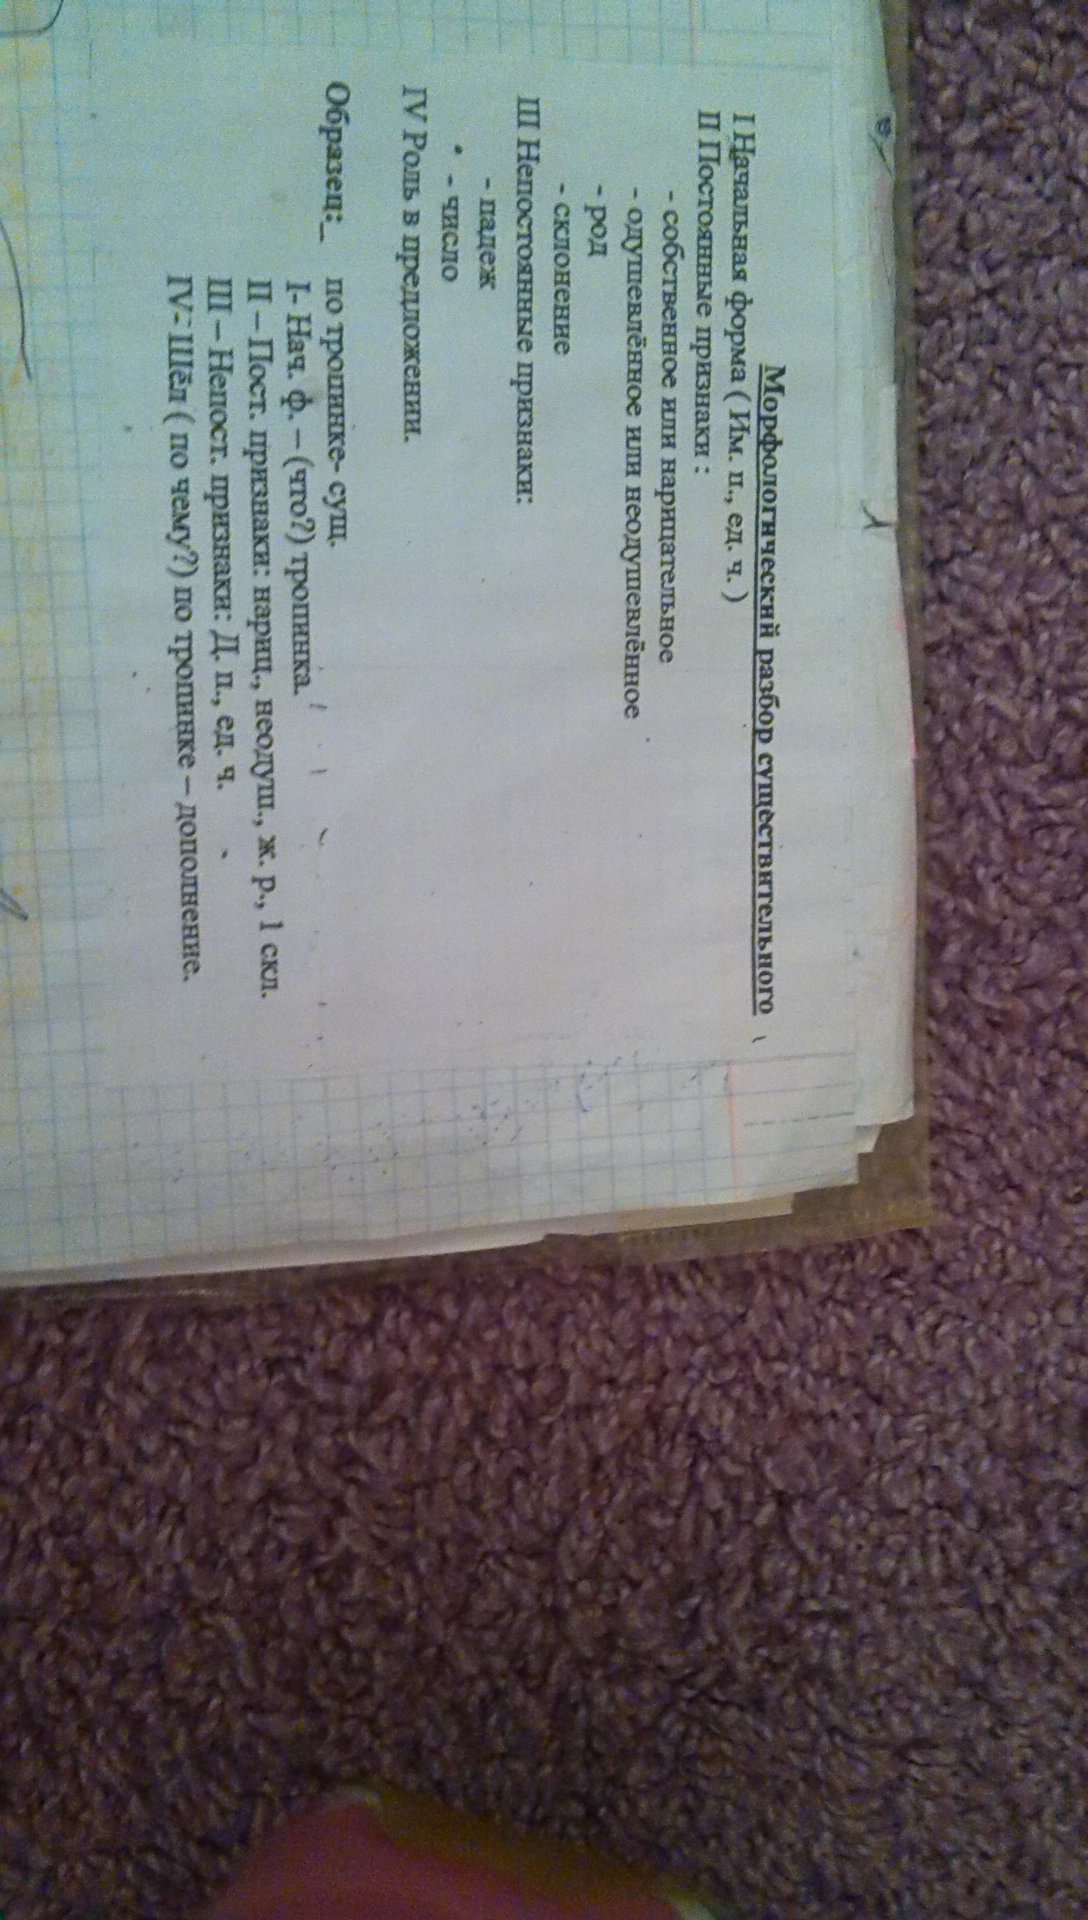 Морфологический разбор существительного
I Начальная форма ( Им. п., ед. ч. )
II Постоянные признаки :
- собственное или нарицательное
- одушевлённое или неодушевлённое
- род
- склонение
III Непостоянные признаки:
- падеж
- число
IV Роль в предложении.
Образец:_ по тропинке- сущ.
I- Нач. ф. – (что?) тропинка.
II – Пост. признаки: нариц., неодуш., ж. р., 1 скл.
III – Непост. признаки: Д. п., ед. ч.
IV- Шёл ( по чему?) по тропинке – дополнение.